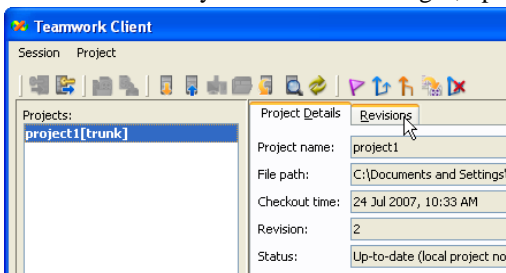 Teamwork Client
Session Project
Projects:
project1[trunk]
Project Details Revisions
Project name: project1
File path: C:\Documents and Settings\
Checkout time: 24 Jul 2007, 10:33 AM
Revision: 2
Status: Up-to-date (local project no